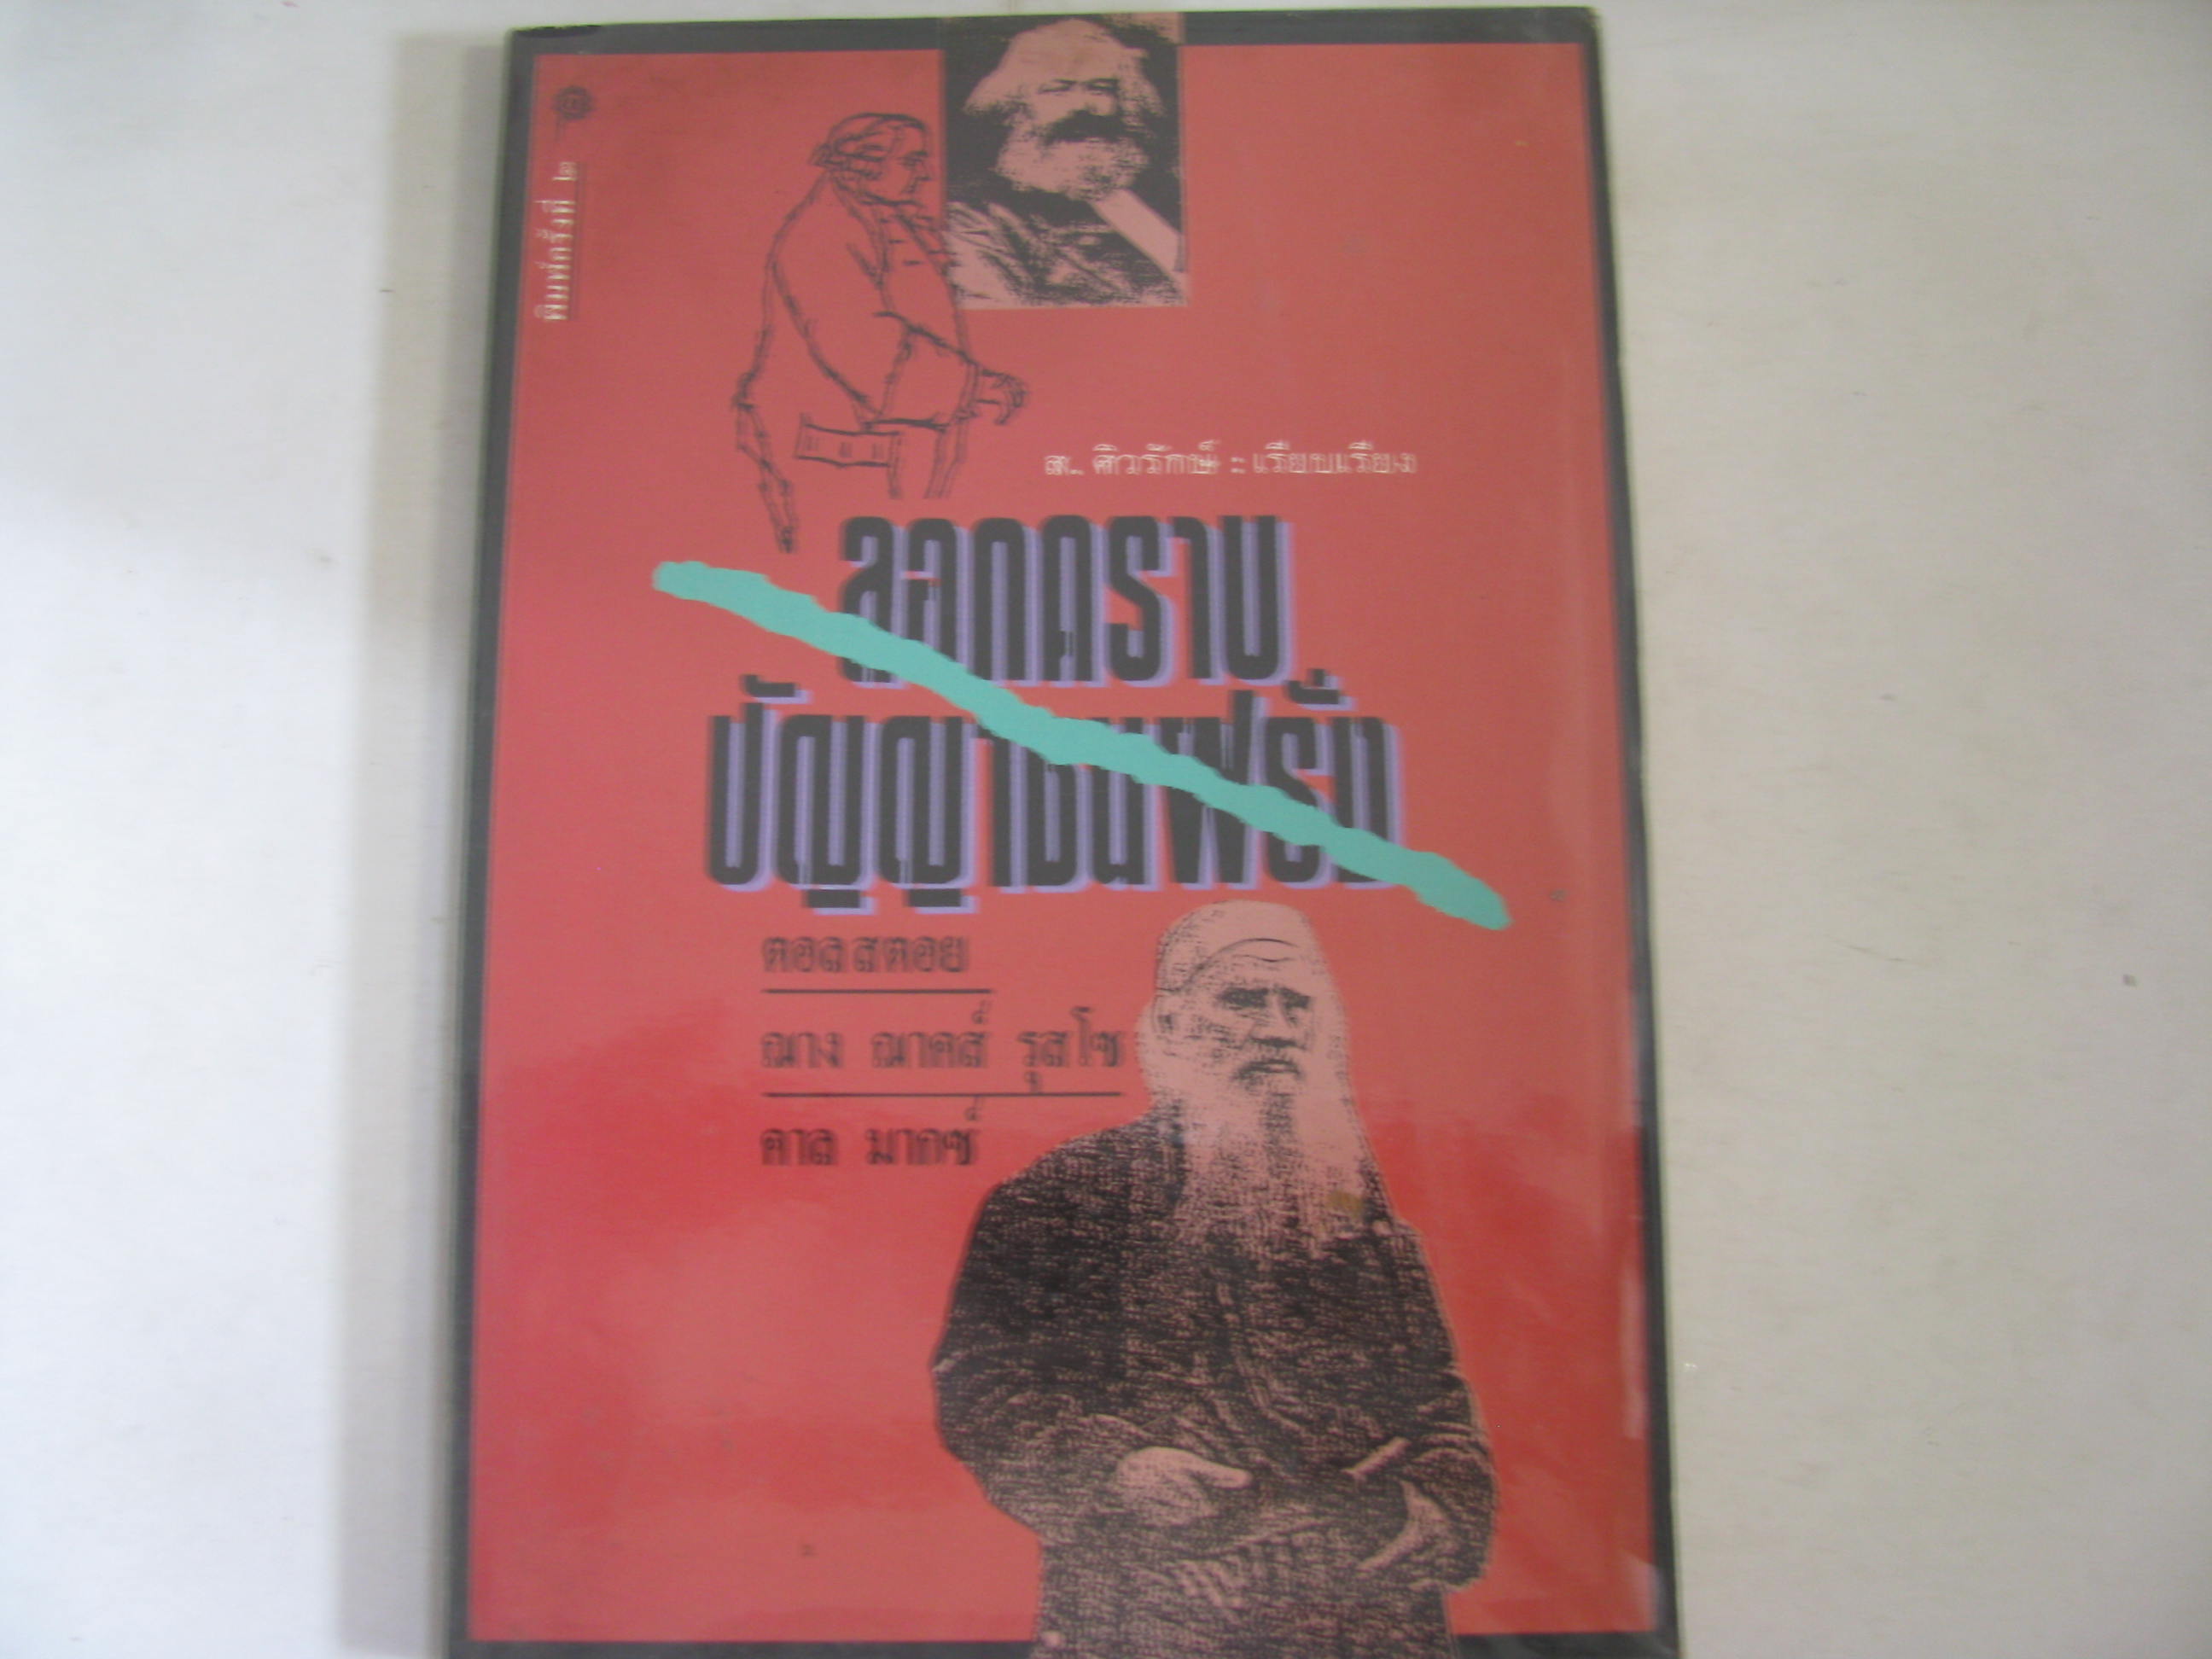 พิมพ์ครั้งที่ ๒
ส. ศิวรักษ์ : เรียบเรียง
ลอกคราบ
ปัญญาชนฝรั่ง
ตอลสตอย
ฌาง ฌาคส์ รุสโซ
คาล มากซ์